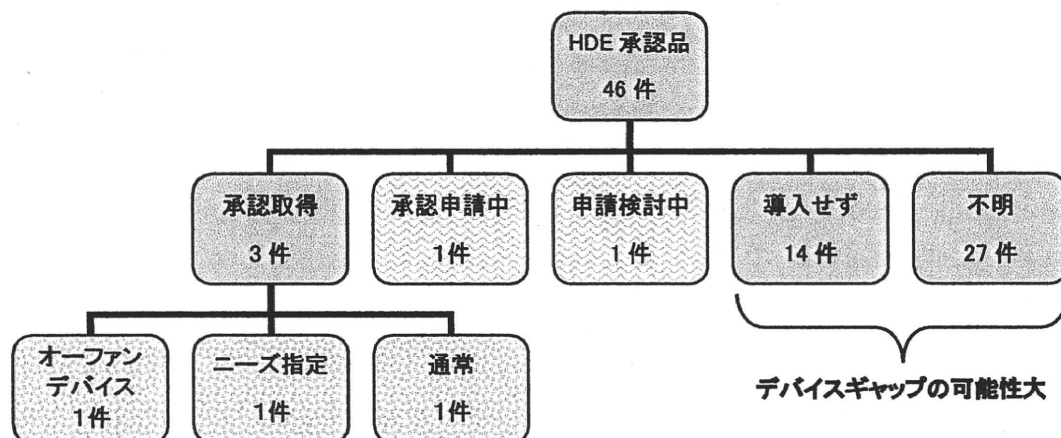 HDE 承認品
46 件
承認取得
3 件
承認申請中
1件
申請検討中
1 件
導入せず
14 件
不明
27 件
オーファン
デバイス
1件
ニーズ指定
1件
通常
1件
デバイスギャップの可能性大